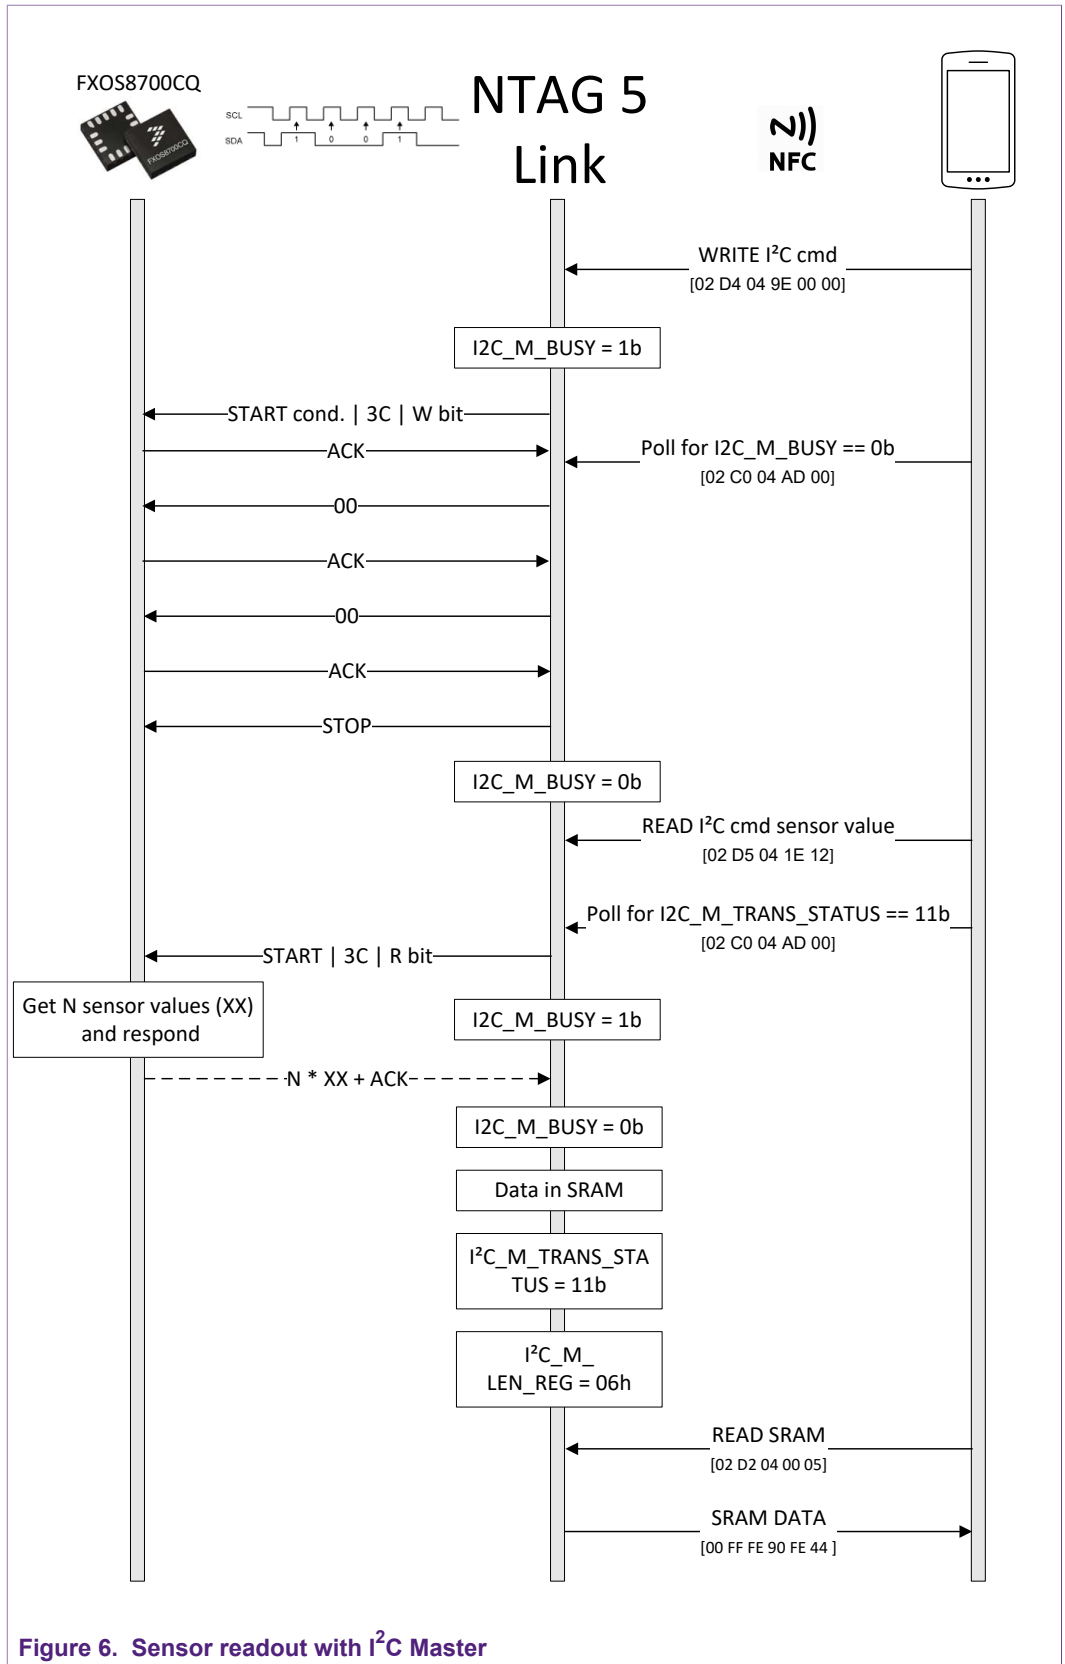 FXOS8700CQ
FXOS8700CQ
SCL
SDA
1 0 0 1
NTAG 5
Link
NFC
WRITE I²C cmd
[02 D4 04 9E 00 00]
I2C_M_BUSY = 1b
START cond. | 3C | W bit
ACK
Poll for I2C_M_BUSY == 0b
[02 C0 04 AD 00]
00
ACK
00
ACK
STOP
I2C_M_BUSY = 0b
READ I²C cmd sensor value
[02 D5 04 1E 12]
Poll for I2C_M_TRANS_STATUS == 11b
[02 C0 04 AD 00]
START | 3C | R bit
Get N sensor values (XX)
and respond
I2C_M_BUSY = 1b
N * XX + ACK
I2C_M_BUSY = 0b
Data in SRAM
I²C_M_TRANS_STA
TUS = 11b
I²C_M_
LEN_REG = 06h
READ SRAM
[02 D2 04 00 05]
SRAM DATA
[00 FF FE 90 FE 44 ]
Figure 6. Sensor readout with I²C Master